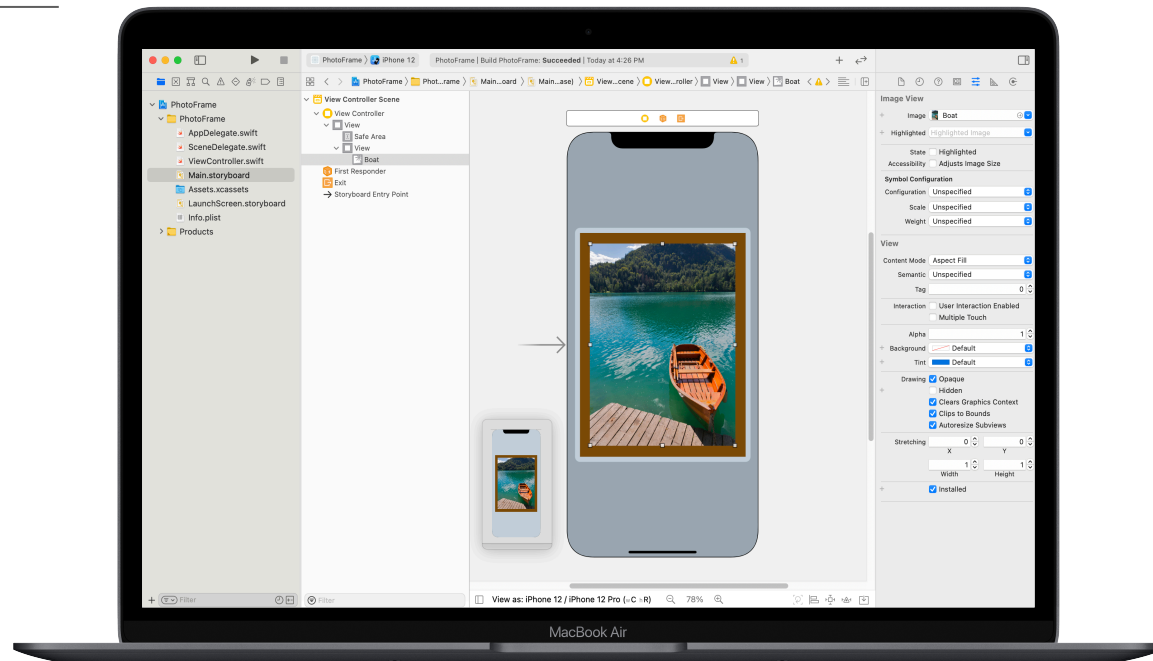 PhotoFrame 〉 iPhone 12
PhotoFrame | Build PhotoFrame: Succeeded | Today at 4:26 PM
1
PhotoFrame 〉 Phot...rame 〉 Main...oard 〉 Main...ase) 〉 View...cene 〉 View...roller 〉 View 〉 View 〉 Boat
PhotoFrame
PhotoFrame
AppDelegate.swift
SceneDelegate.swift
ViewController.swift
Main.storyboard
Assets.xcassets
LaunchScreen.storyboard
Info.plist
Products
Filter
View Controller Scene
View Controller
View
Safe Area
View
Boat
First Responder
Exit
Storyboard Entry Point
Filter
View as: iPhone 12 / iPhone 12 Pro (wC hR)
78%
Image View
Image Boat
Highlighted Highlighted Image
State Highlighted
Accessibility Adjusts Image Size
Symbol Configuration
Configuration Unspecified
Scale Unspecified
Weight Unspecified
View
Content Mode Aspect Fill
Semantic Unspecified
Tag 0
Interaction User Interaction Enabled
Multiple Touch
Alpha 1
Background Default
Tint Default
Drawing Opaque
Hidden
Clears Graphics Context
Clips to Bounds
Autoresize Subviews
Stretching 0 0
X Y
1 1
Width Height
Installed
MacBook Air